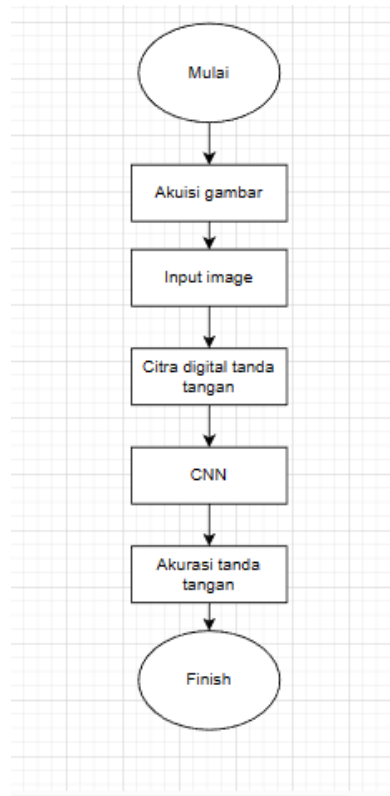 Mulai
Akuisi gambar
Input image
Citra digital tanda
tangan
CNN
Akurasi tanda
tangan
Finish